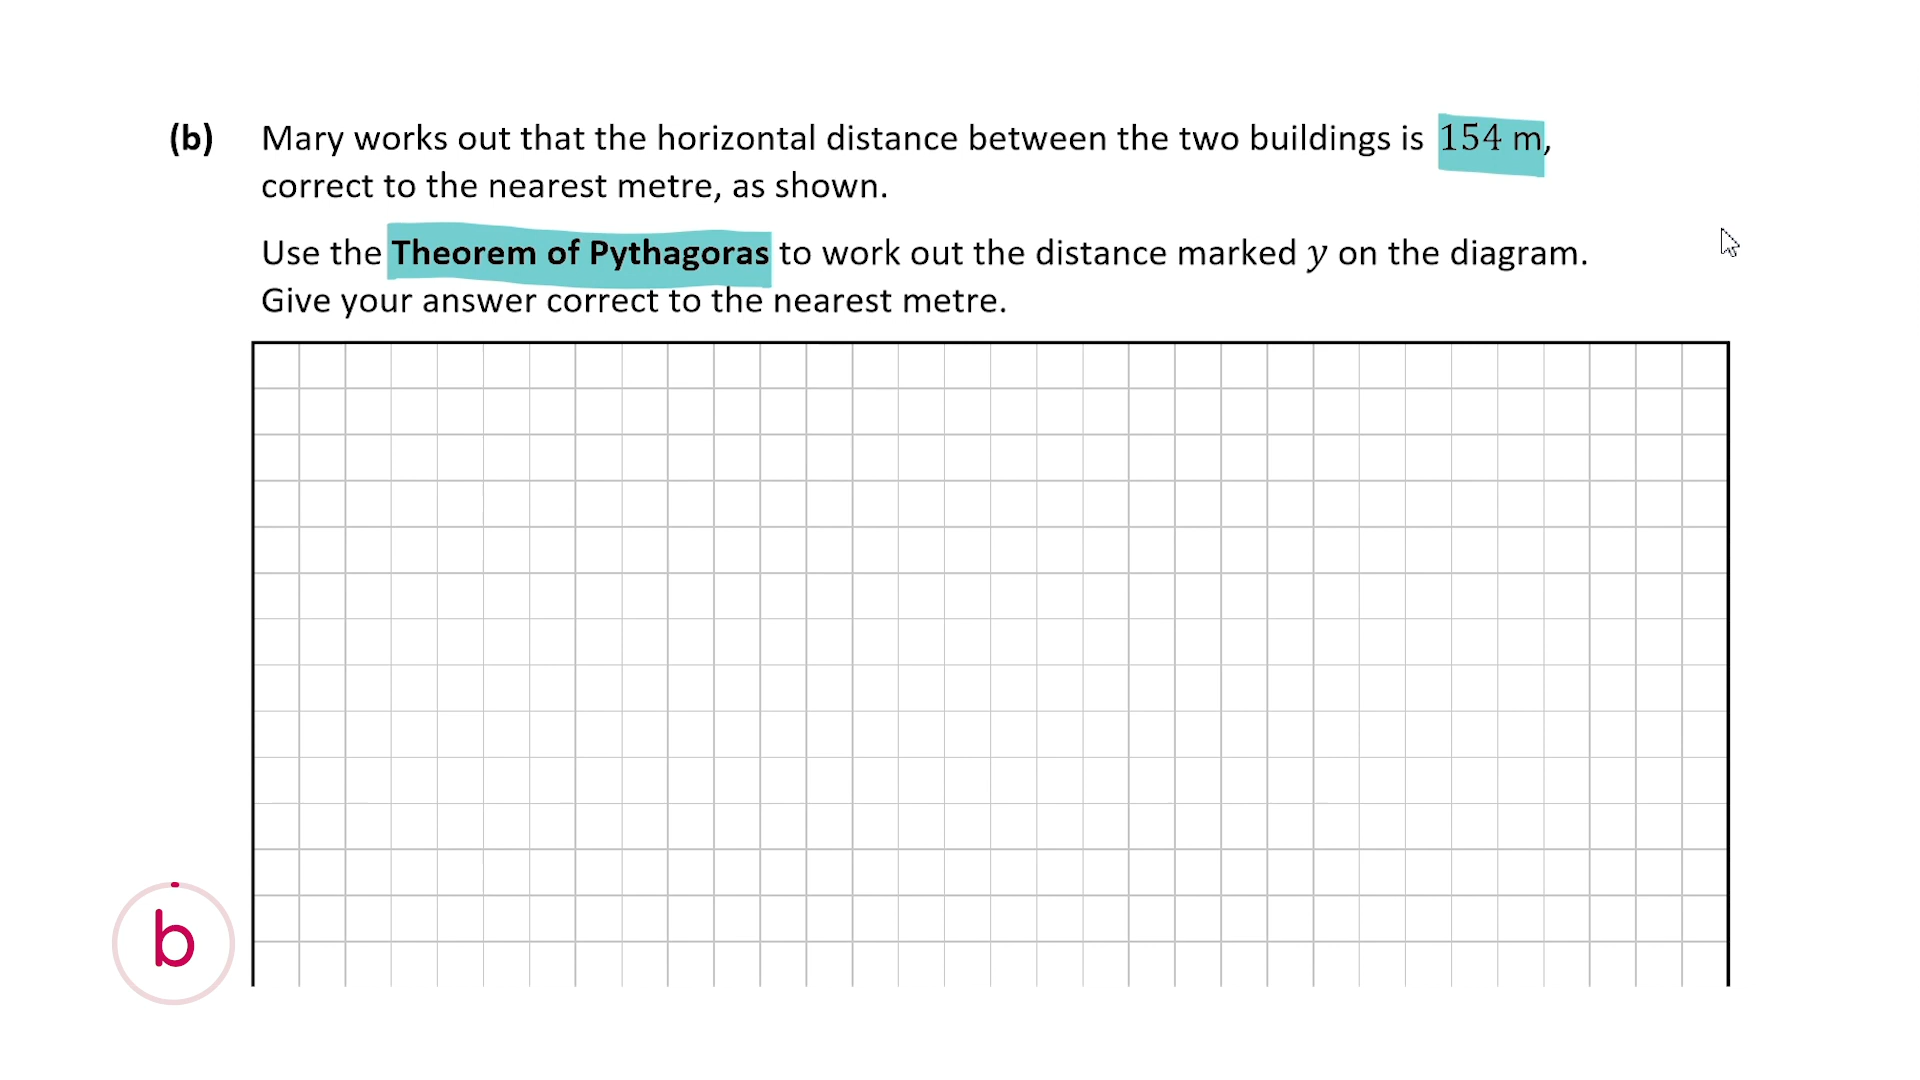 (b) Mary works out that the horizontal distance between the two buildings is 154 m,
correct to the nearest metre, as shown.
Use the Theorem of Pythagoras to work out the distance marked y on the diagram.
Give your answer correct to the nearest metre.
b